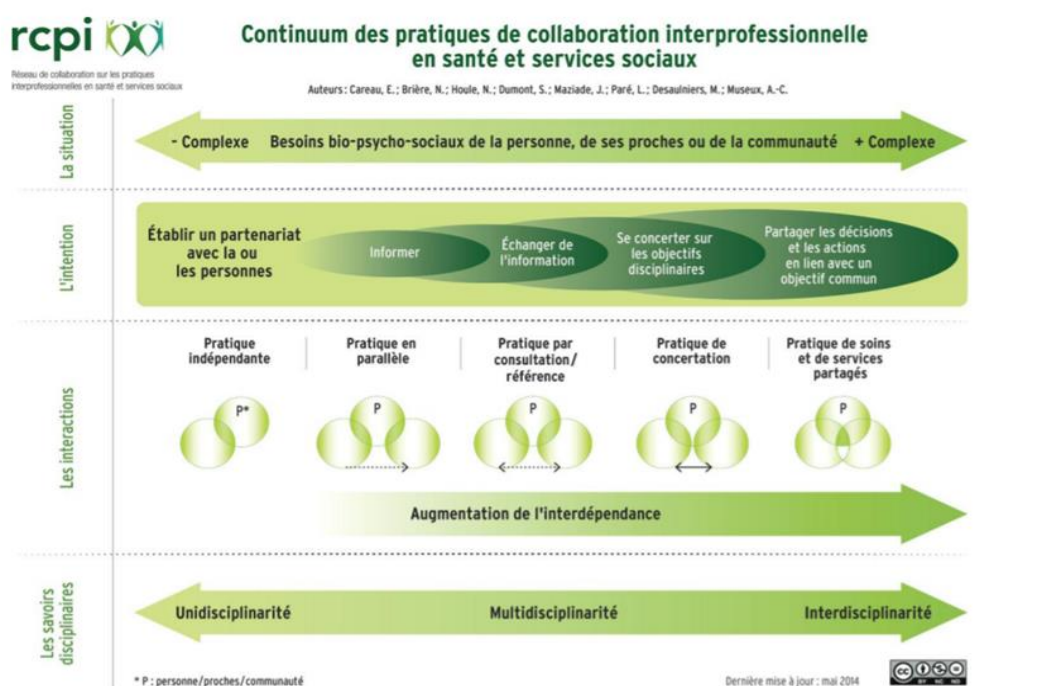 rcpi
Réseau de collaboration sur les pratiques
interprofessionnelles en santé et services sociaux
Continuum des pratiques de collaboration interprofessionnelle
en santé et services sociaux
Auteurs : Careau, E.; Brière, N.; Houle, N.; Dumont, S.; Maziade, J.; Paré, L.; Desaulniers, M.; Museux, A.-C.
La situation
- Complexe
Besoins bio-psycho-sociaux de la personne, de ses proches ou de la communauté
+ Complexe
L'intention
Établir un partenariat
avec la ou
les personnes
Informer
Échanger de
l'information
Se concerter sur
les objectifs
disciplinaires
Partager les décisions
et les actions
en lien avec un
objectif commun
Les interactions
Pratique
indépendante
Pratique en
parallèle
Pratique par
consultation/
référence
Pratique de
concertation
Pratique de soins
et de services
partagés
P*
P
P
P
P
Augmentation de l'interdépendance
Les savoirs
disciplinaires
Unidisciplinarité
Multidisciplinarité
Interdisciplinarité
* P : personne/proches/communauté
Dernière mise à jour : mai 2014
cc
BY NC ND